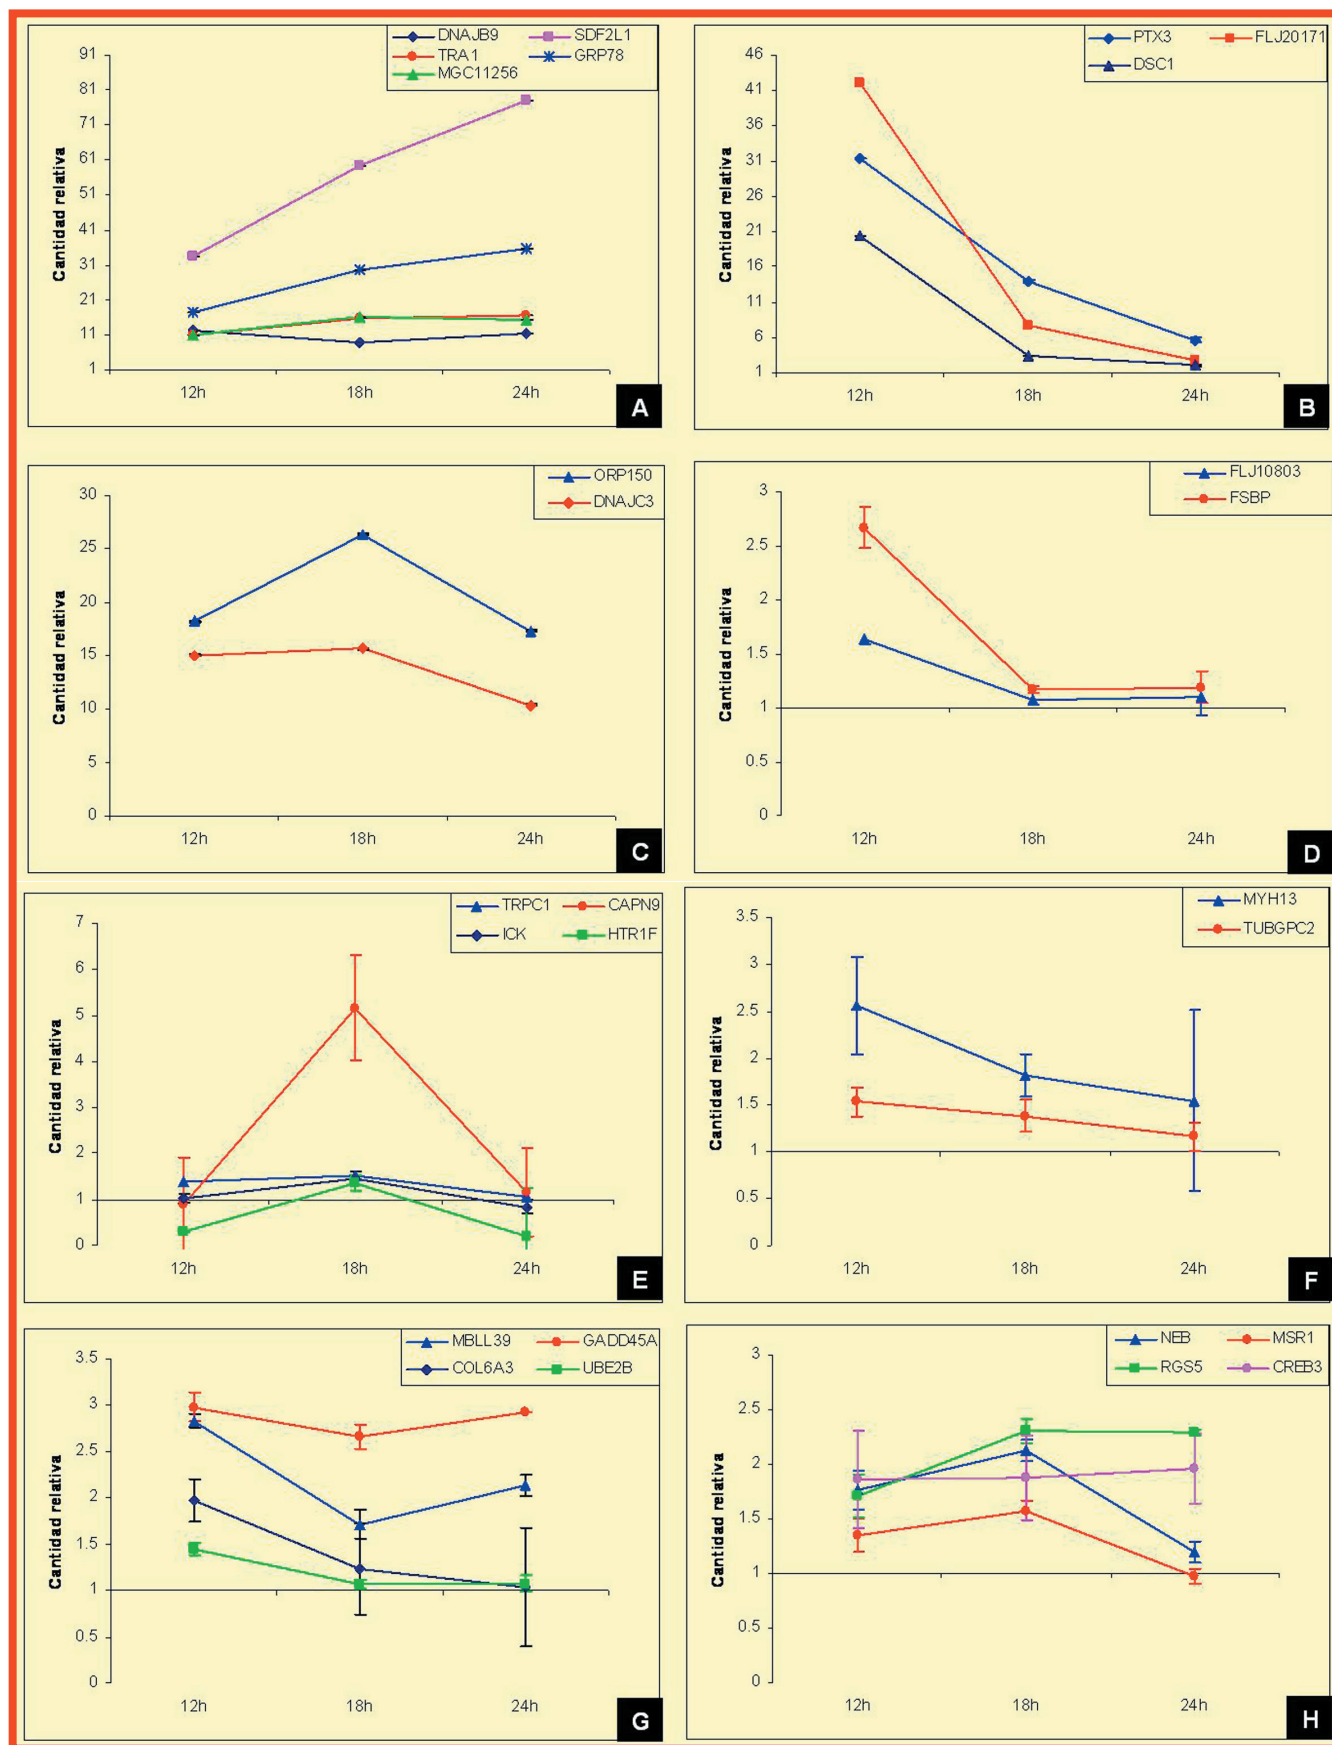 DNAJB9 SDF2L1
TRA1 GRP78
MGC11256
91
81
71
61
51
41
31
21
11
1
Cantidad relativa
12h 18h 24h
A
PTX3 FLJ20171
DSC1
46
41
36
31
26
21
16
11
6
1
Cantidad relativa
12h 18h 24h
B
ORP150
DNAJC3
30
25
20
15
10
5
0
Cantidad relativa
12h 18h 24h
C
FLJ10803
FSBP
3
2.5
2
1.5
1
0.5
0
Cantidad relativa
12h 18h 24h
D
TRPC1 CAPN9
ICK HTR1F
7
6
5
4
3
2
1
0
Cantidad relativa
12h 18h 24h
E
MYH13
TUBGPC2
3.5
3
2.5
2
1.5
1
0.5
0
Cantidad relativa
12h 18h 24h
F
MBLL39 GADD45A
COL6A3 UBE2B
3.5
3
2.5
2
1.5
1
0.5
0
Cantidad relativa
12h 18h 24h
G
NEB MSR1
RGS5 CREB3
3
2.5
2
1.5
1
0.5
0
Cantidad relativa
12h 18h 24h
H